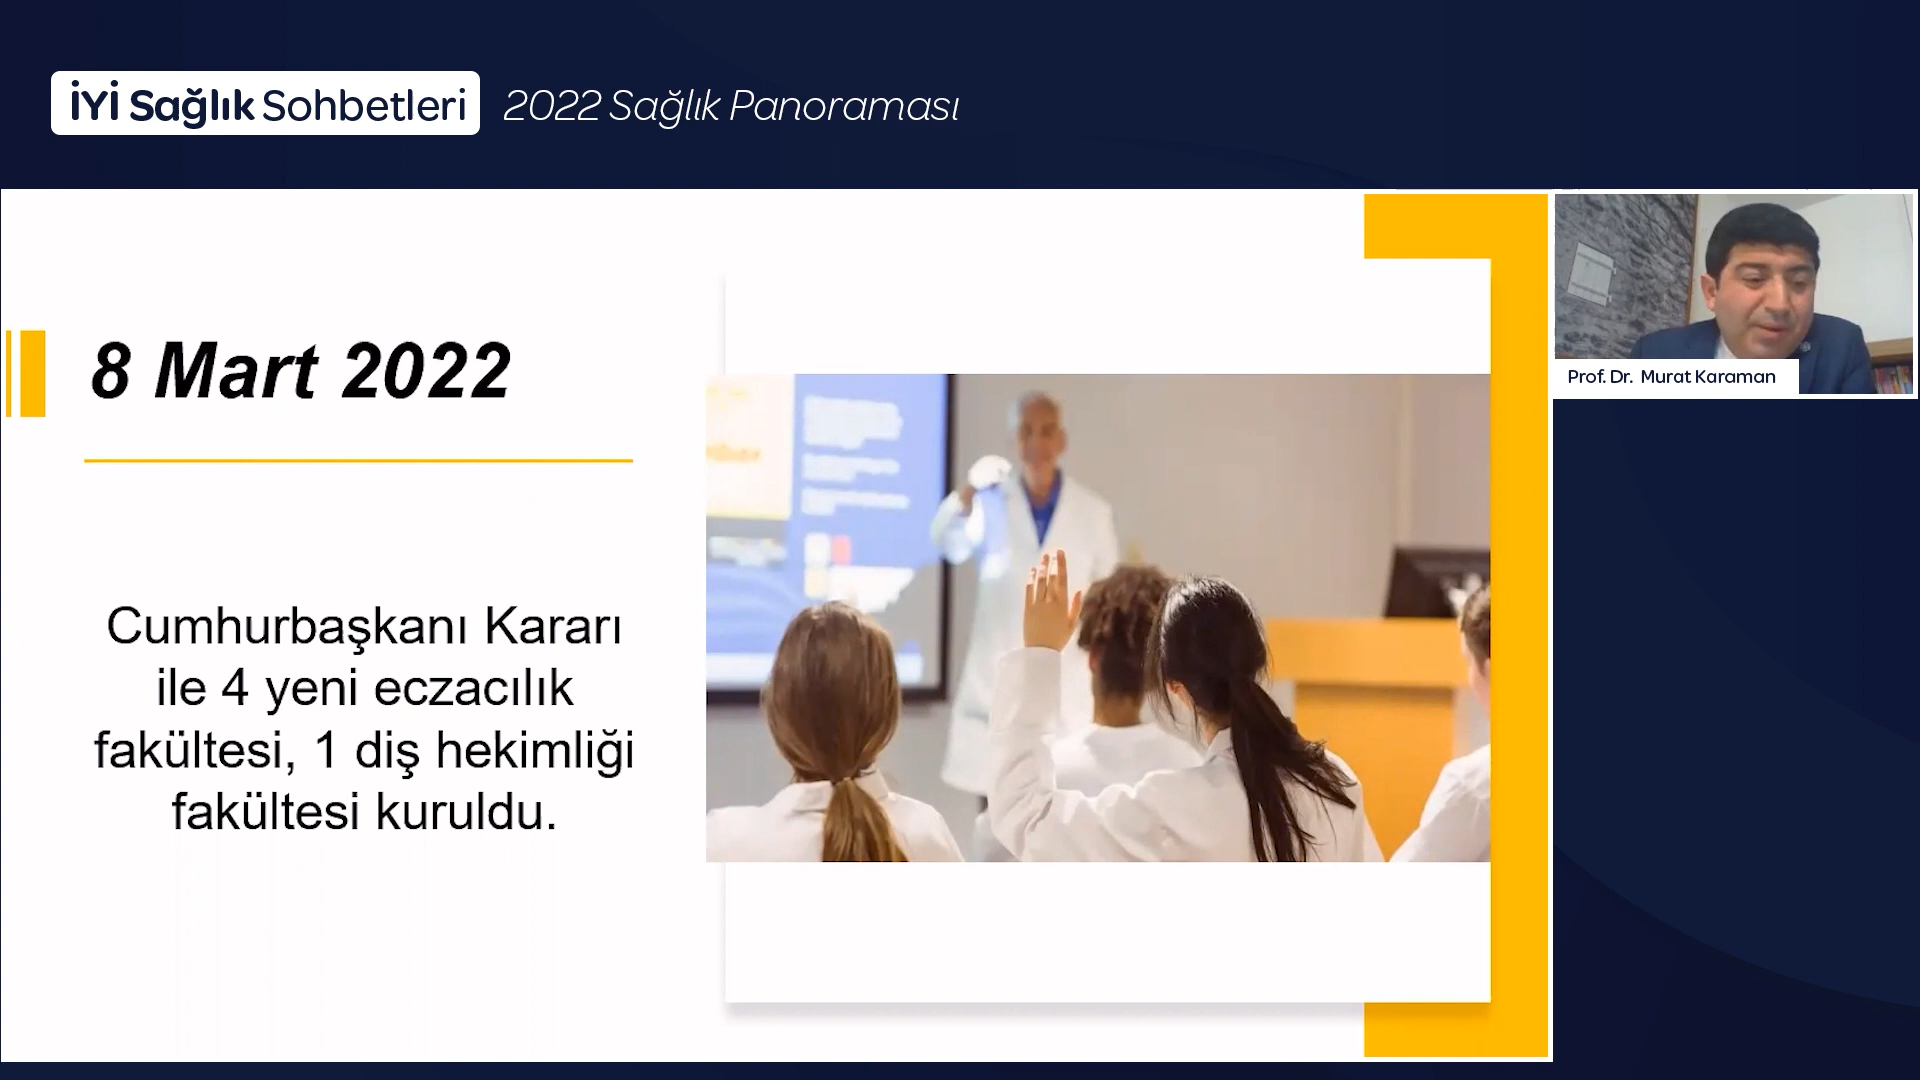 İYİ Sağlık Sohbetleri 2022 Sağlık Panoraması
8 Mart 2022
Cumhurbaşkanı Kararı
ile 4 yeni eczacılık
fakültesi, 1 diş hekimliği
fakültesi kuruldu.
Prof. Dr. Murat Karaman